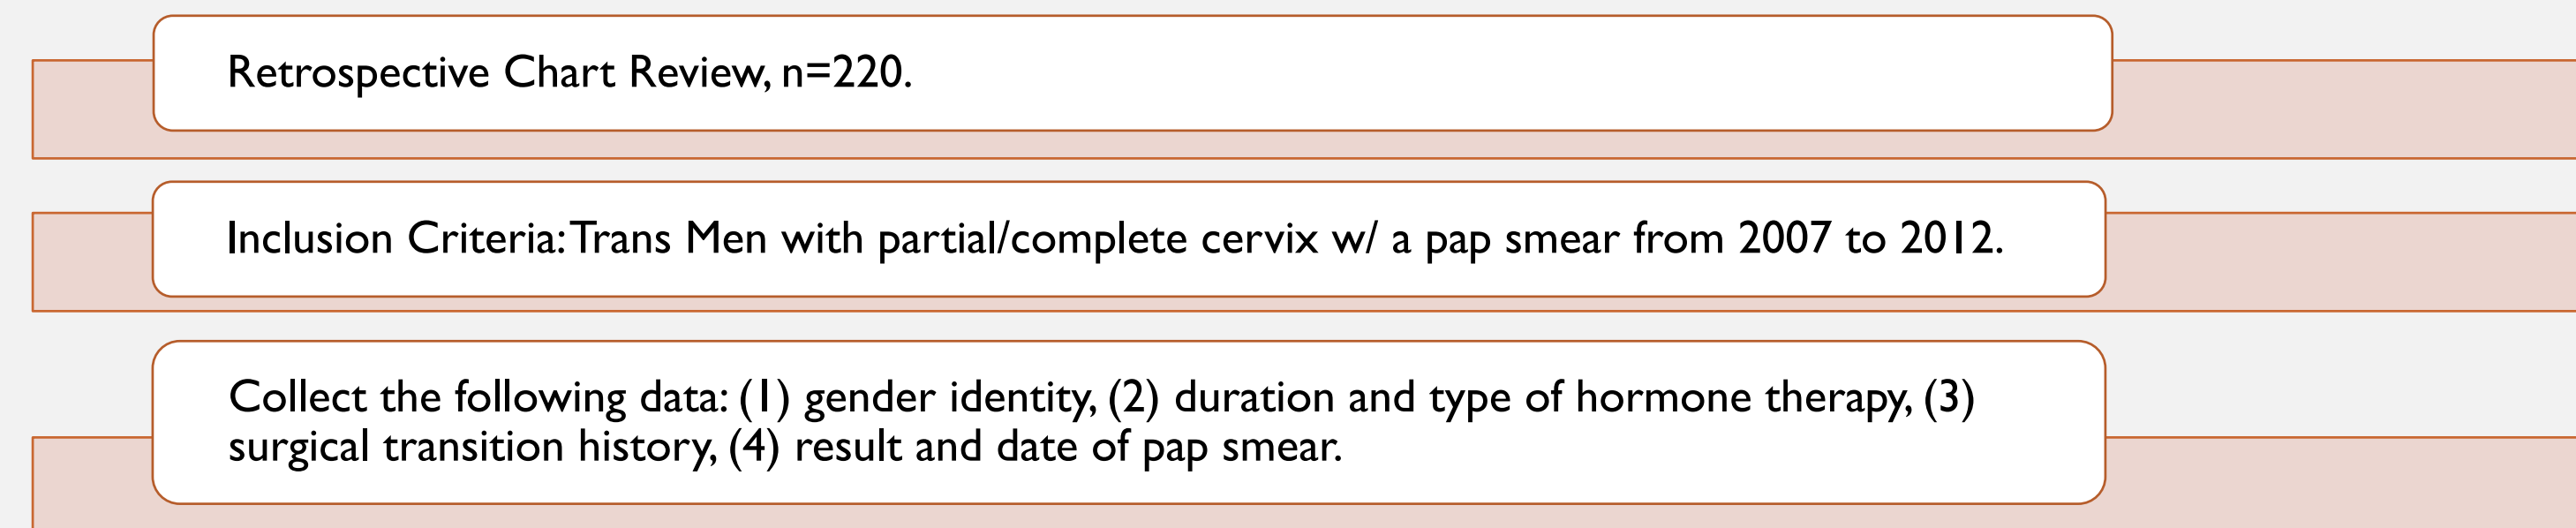 Retrospective Chart Review, n=220.
Inclusion Criteria: Trans Men with partial/complete cervix w/ a pap smear from 2007 to 2012.
Collect the following data: (1) gender identity, (2) duration and type of hormone therapy, (3)
surgical transition history, (4) result and date of pap smear.